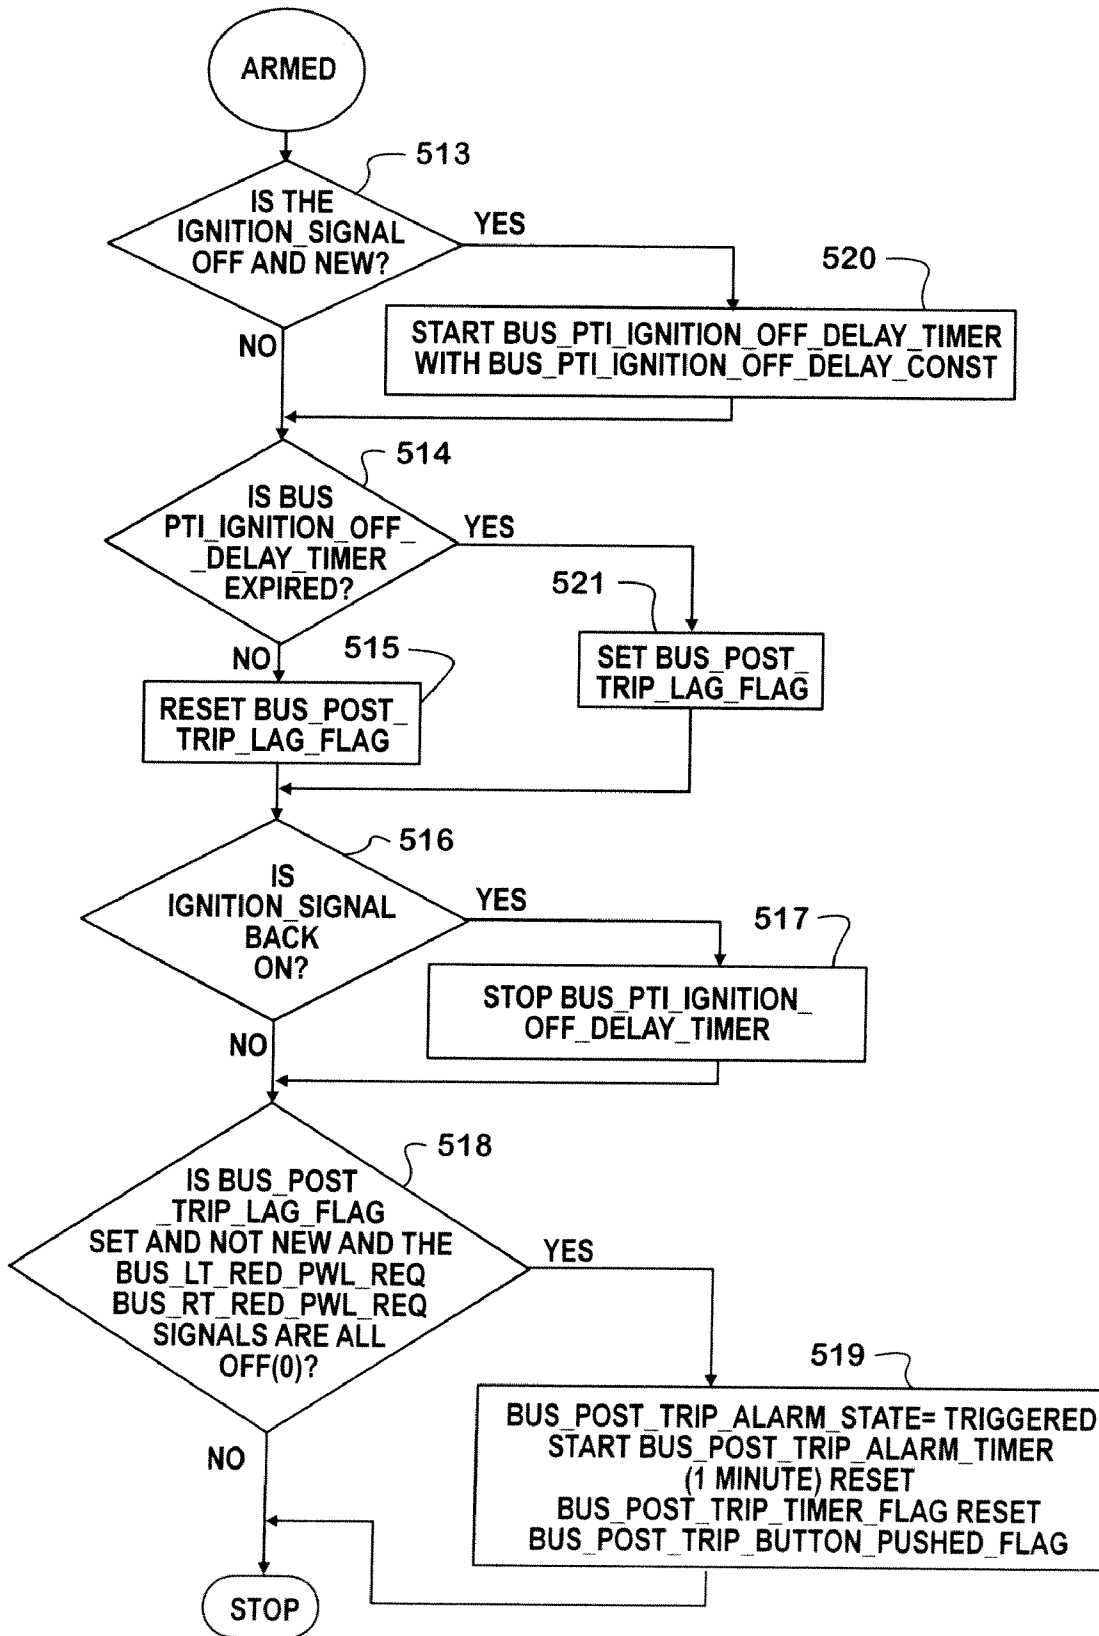 ARMED
513
IS THE
IGNITION_SIGNAL
OFF AND NEW?
YES
520
START BUS_PTI_IGNITION_OFF_DELAY_TIMER
WITH BUS_PTI_IGNITION_OFF_DELAY_CONST
NO
514
IS BUS
PTI_IGNITION_OFF_
_DELAY_TIMER
EXPIRED?
YES
521
SET BUS_POST_
TRIP_LAG_FLAG
NO
515
RESET BUS_POST_
TRIP_LAG_FLAG
516
IS
IGNITION_SIGNAL
BACK
ON?
YES
517
STOP BUS_PTI_IGNITION_
OFF_DELAY_TIMER
NO
518
IS BUS_POST
_TRIP_LAG_FLAG
SET AND NOT NEW AND THE
BUS_LT_RED_PWL_REQ
BUS_RT_RED_PWL_REQ
SIGNALS ARE ALL
OFF(0)?
YES
519
BUS_POST_TRIP_ALARM_STATE= TRIGGERED
START BUS_POST_TRIP_ALARM_TIMER
(1 MINUTE) RESET
BUS_POST_TRIP_TIMER_FLAG RESET
BUS_POST_TRIP_BUTTON_PUSHED_FLAG
NO
STOP